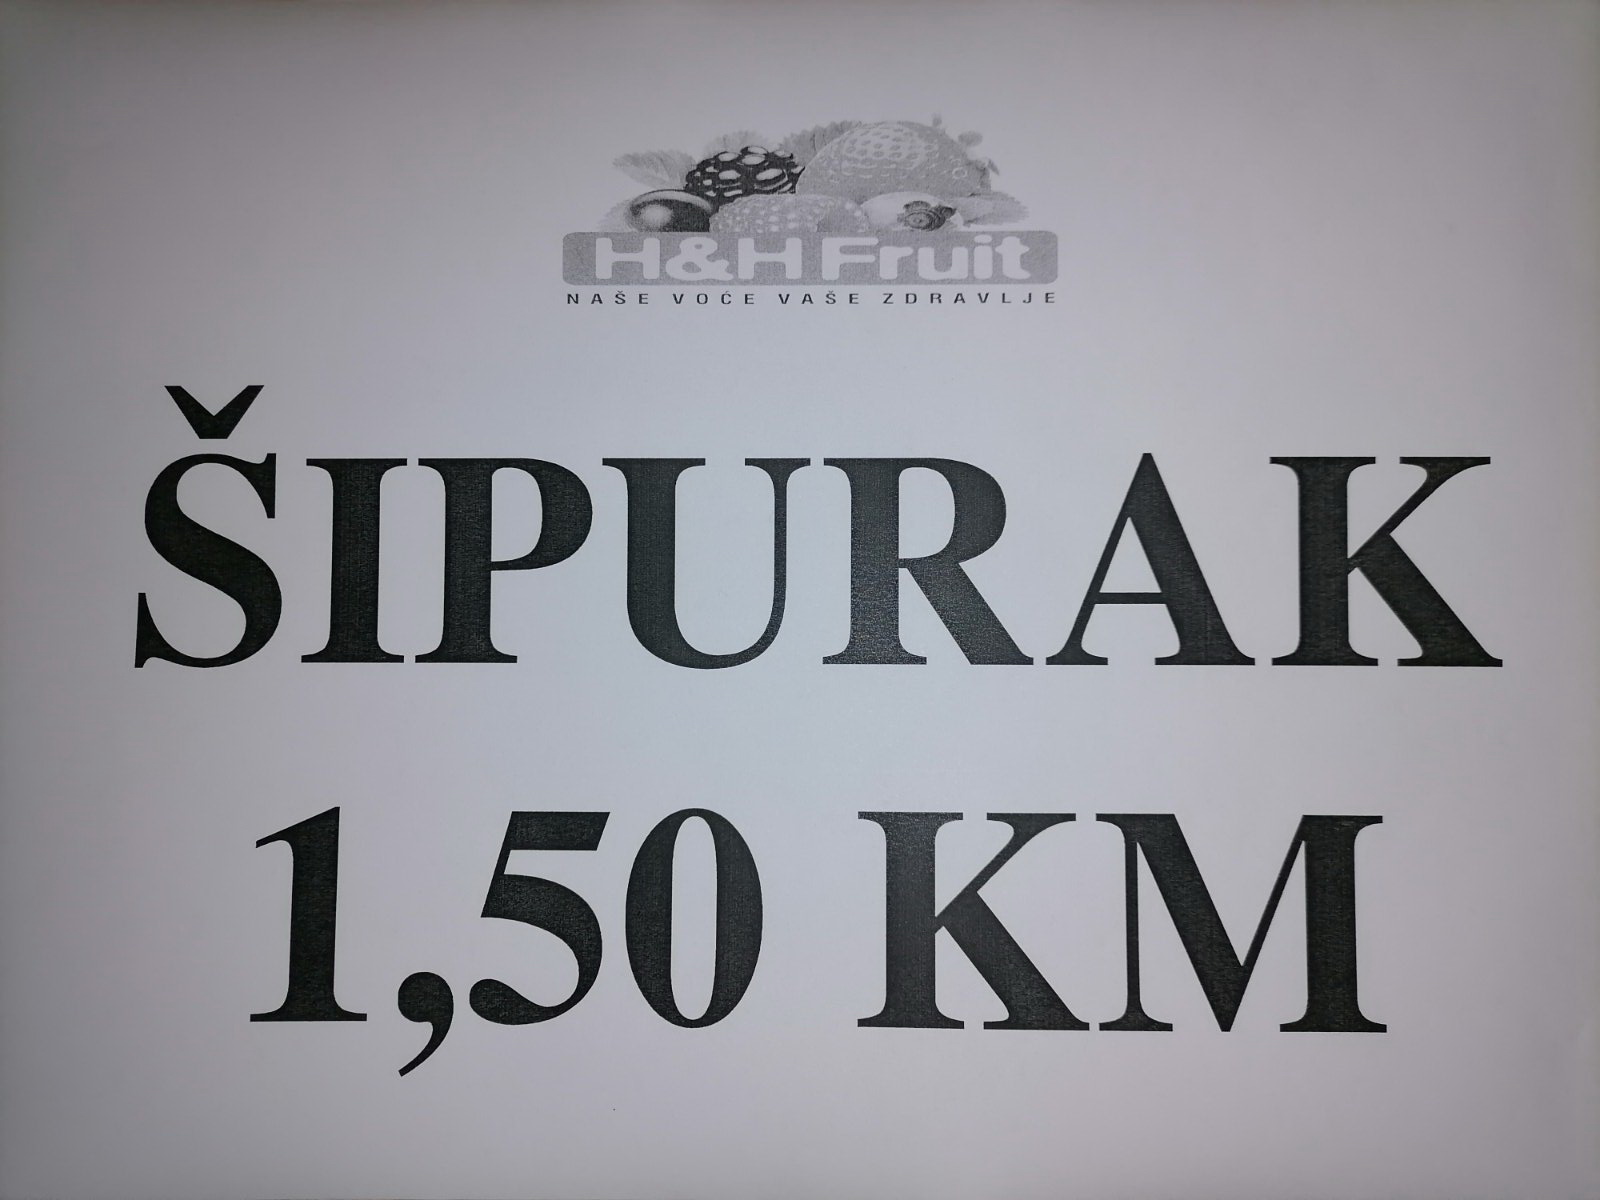 H&H Fruit
NAŠE VOĆE VAŠE ZDRAVLJE
ŠIPURAK
1,50 KM